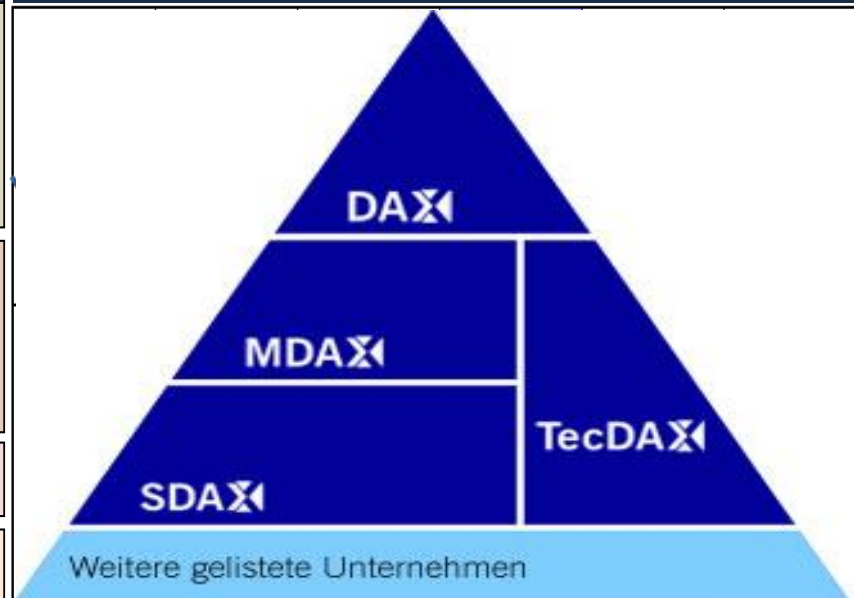 DAX
MDAX
TecDAX
SDAX
Weitere gelistete Unternehmen